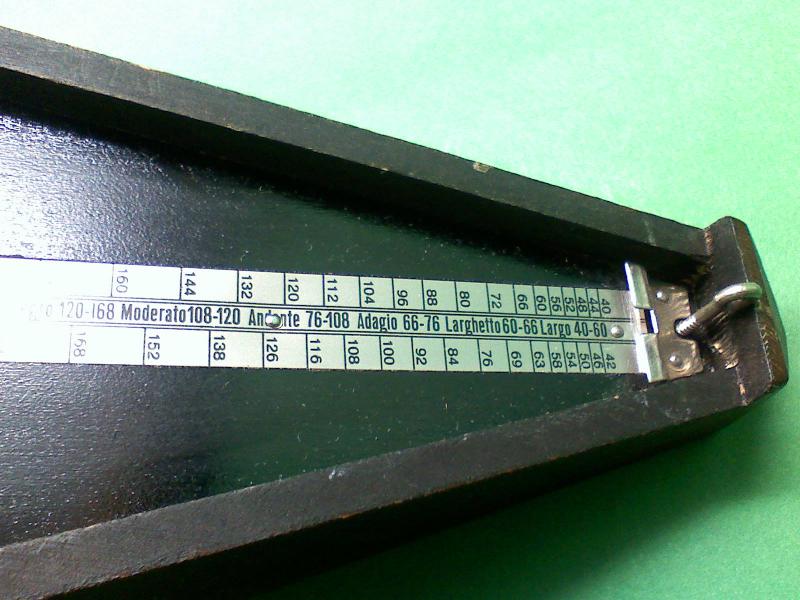 160 144 132 120 112 104 96 88 80 72 66 60 56 52 48 44 40
120-168 Moderato 108-120 Andante 76-108 Adagio 66-76 Larghetto 60-66 Largo 40-60
168 152 138 126 116 108 100 92 84 76 69 63 58 54 50 46 42